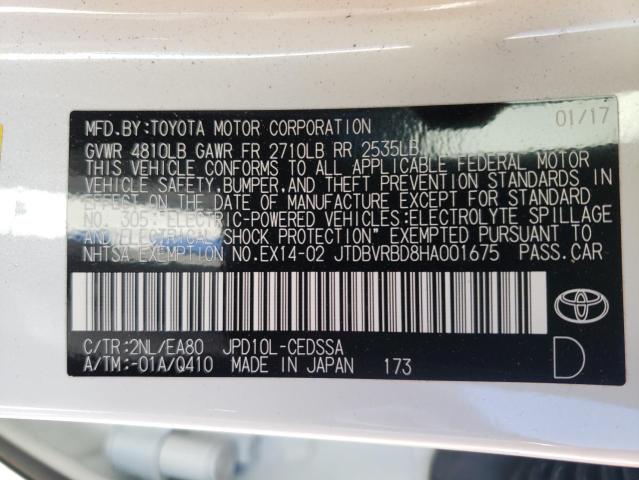 MFD.BY:TOYOTA MOTOR CORPORATION 01/17
GVWR 4810LB GAWR FR 2710LB RR 2535LB
THIS VEHICLE CONFORMS TO ALL APPLICABLE FEDERAL MOTOR
VEHICLE SAFETY,BUMPER,AND THEFT PREVENTION STANDARDS IN
EFFECT ON THE DATE OF MANUFACTURE EXCEPT FOR STANDARD
NO. 305:"ELECTRIC-POWERED VEHICLES:ELECTROLYTE SPILLAGE
AND ELECTRICAL SHOCK PROTECTION" EXEMPTED PURSUANT TO
NHTSA EXEMPTION NO.EX14-02 JTDBVRBD8HA001675 PASS.CAR
C/TR:2NL/EA80 JPD10L-CEDSSA
A/TM:-01A/Q410 MADE IN JAPAN 173
D
TOYOTA